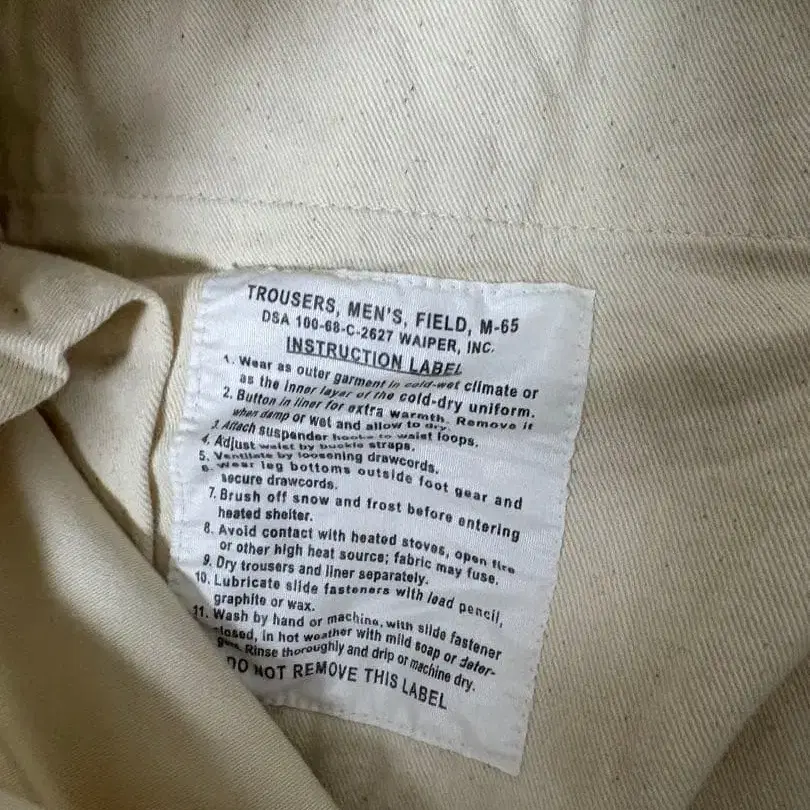 TROUSERS, MEN'S, FIELD, M-65
DSA 100-68-C-2627 WAIPER, INC.
INSTRUCTION LABEL
1. Wear as outer garment in cold-wet climate or
as the inner layer of the cold-dry uniform.
2. Button in liner for extra warmth. Remove it
when damp or wet and allow to dry.
3. Attach suspender hooks to waist loops.
4. Adjust waist by buckle straps.
5. Ventilate by loosening drawcords.
6. Wear leg bottoms outside foot gear and
secure drawcords.
7. Brush off snow and frost before entering
heated shelter.
8. Avoid contact with heated stoves, open fire
or other high heat source; fabric may fuse.
9. Dry trousers and liner separately.
10. Lubricate slide fasteners with lead pencil,
graphite or wax.
11. Wash by hand or machine, with slide fastener
closed, in hot weather with mild soap or deter-
gent. Rinse thoroughly and drip or machine dry.
DO NOT REMOVE THIS LABEL